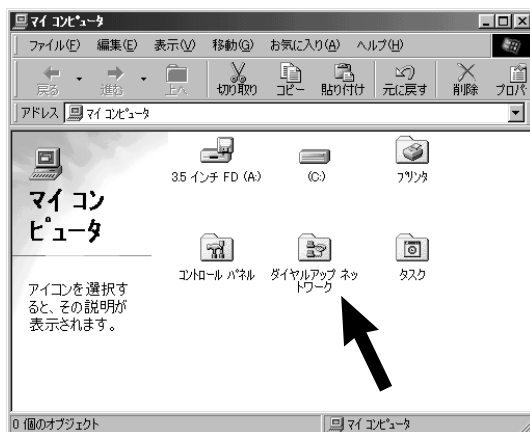 マイ コンピュータ
ファイル(F) 編集(E) 表示(V) 移動(G) お気に入り(A) ヘルプ(H)
戻る 進む 上へ 切り取り コピー 貼り付け 元に戻す 削除 プロパ
アドレス マイ コンピュータ
マイ コン
ピュータ
アイコンを選択す
ると、その説明が
表示されます。
3.5 インチ FD (A:) (C:) プリンタ
コントロール パネル ダイヤルアップ ネッ
トワーク
タスク
0 個のオブジェクト マイ コンピュータ